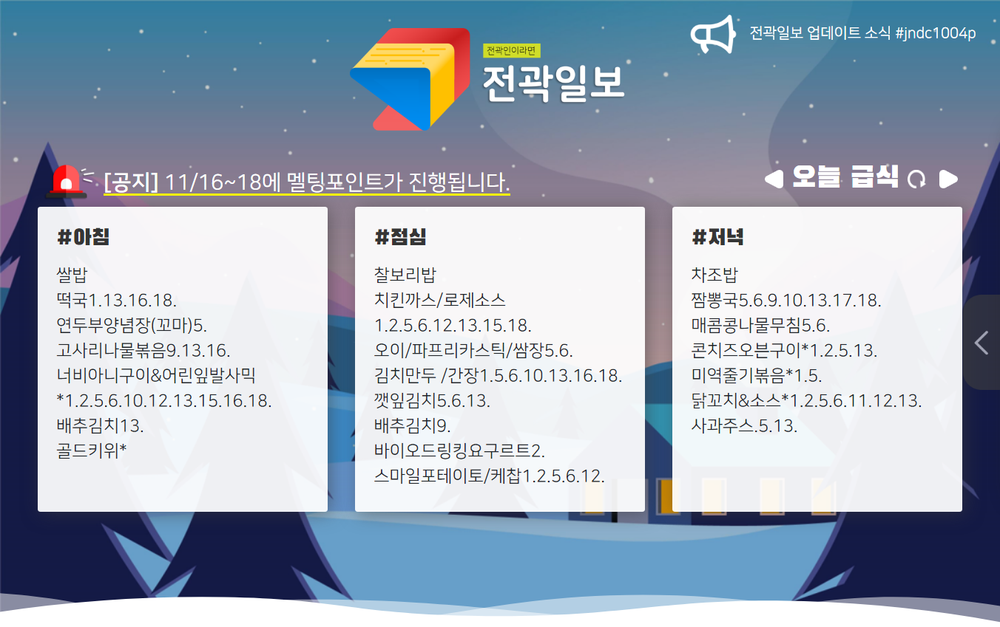 전곽일보 업데이트 소식 #jndc1004p
전곽인이라면
전곽일보
[공지] 11/16~18에 멜팅포인트가 진행됩니다.
오늘 급식
#아침
쌀밥
떡국1.13.16.18.
연두부양념장(꼬마)5.
고사리나물볶음9.13.16.
너비아니구이&어린잎발사믹
*1.2.5.6.10.12.13.15.16.18.
배추김치13.
골드키위*
#점심
찰보리밥
치킨까스/로제소스
1.2.5.6.12.13.15.18.
오이/파프리카스틱/쌈장5.6.
김치만두 /간장1.5.6.10.13.16.18.
깻잎김치5.6.13.
배추김치9.
바이오드링킹요구르트2.
스마일포테이토/케찹1.2.5.6.12.
#저녁
차조밥
짬뽕국5.6.9.10.13.17.18.
매콤콩나물무침5.6.
콘치즈오븐구이*1.2.5.13.
미역줄기볶음*1.5.
닭꼬치&소스*1.2.5.6.11.12.13.
사과주스.5.13.